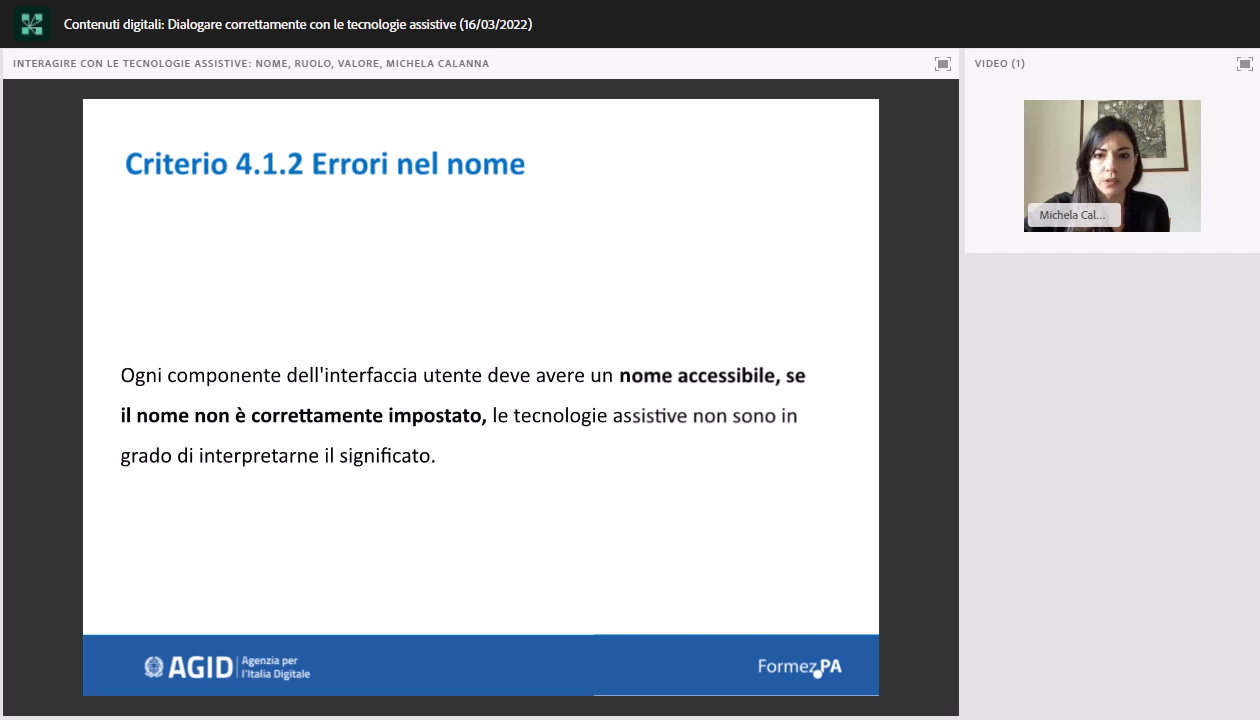 Contenuti digitali: Dialogare correttamente con le tecnologie assistive (16/03/2022)
INTERAGIRE CON LE TECNOLOGIE ASSISTIVE: NOME, RUOLO, VALORE, MICHELA CALANNA
VIDEO (1)
Michela Cal...
Criterio 4.1.2 Errori nel nome
Ogni componente dell'interfaccia utente deve avere un nome accessibile, se
il nome non è correttamente impostato, le tecnologie assistive non sono in
grado di interpretarne il significato.
AGID
Agenzia per
l'Italia Digitale
FormezPA